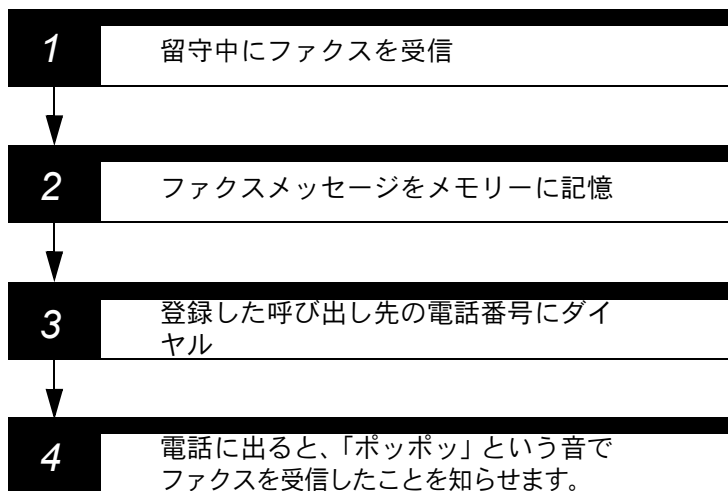 1
留守中にファクスを受信
2
ファクスメッセージをメモリーに記憶
3
登録した呼び出し先の電話番号にダイ
ヤル
4
電話に出ると、「ポッポッ」という音で
ファクスを受信したことを知らせます。